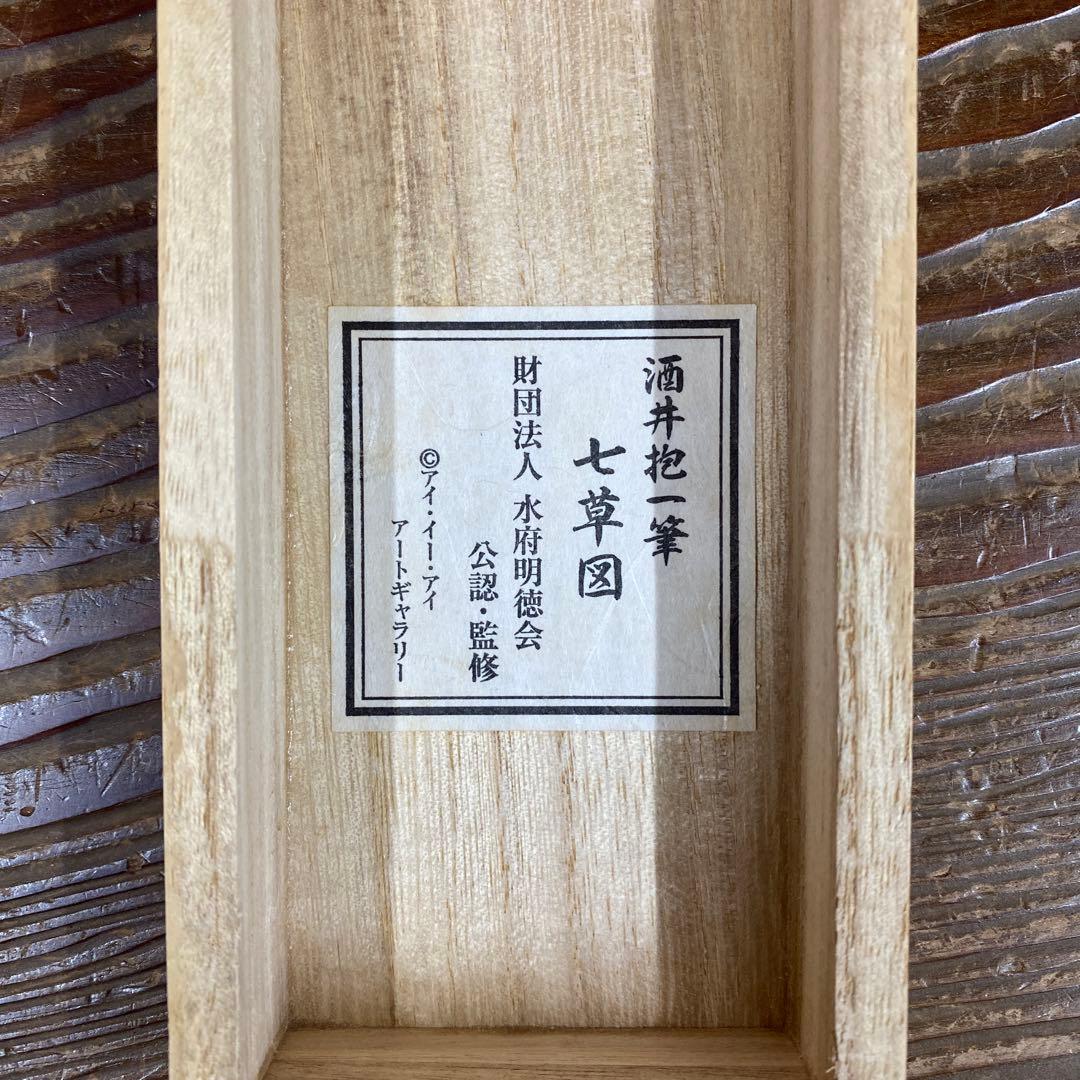 酒井抱一筆
七草図
財団法人 水府明徳会
公認・監修
©アイ・イー・アイ
アートギャラリー